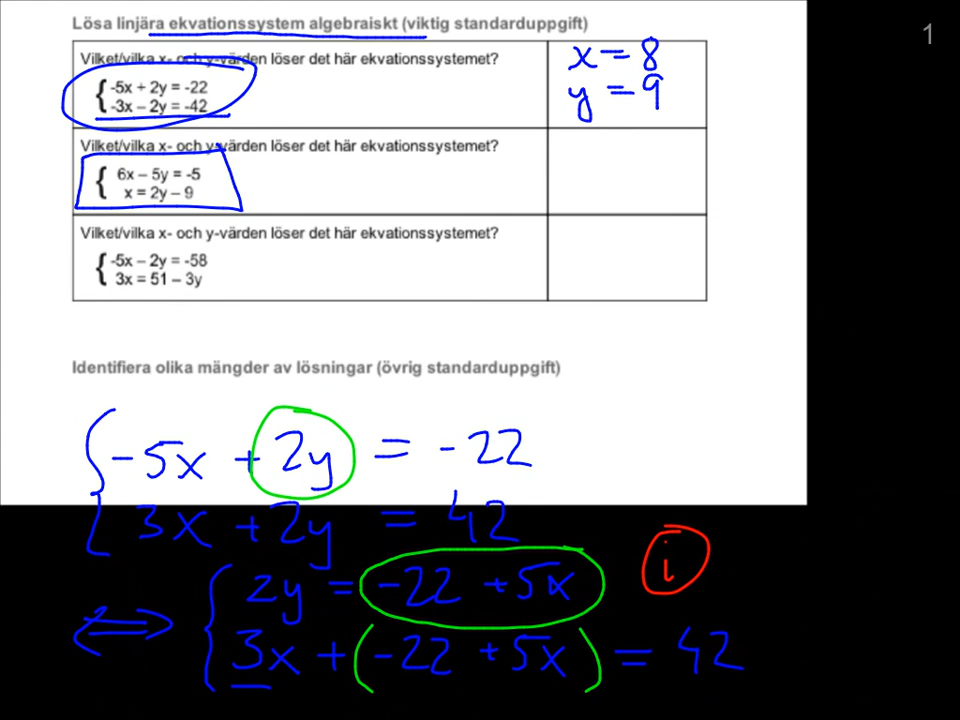 1
Lösa linjära ekvationssystem algebraiskt (viktig standarduppgift)
Vilket/vilka x- och y-värden löser det här ekvationssystemet?
-5x + 2y = -22
-3x – 2y = -42
x = 8
y = 9
Vilket/vilka x- och y-värden löser det här ekvationssystemet?
6x – 5y = -5
x = 2y – 9
Vilket/vilka x- och y-värden löser det här ekvationssystemet?
-5x – 2y = -58
3x = 51 – 3y
Identifiera olika mängder av lösningar (övrig standarduppgift)
-5x + 2y = -22
3x + 2y = 42
⇔ 2y = -22 + 5x
i
3x + (-22 + 5x) = 42